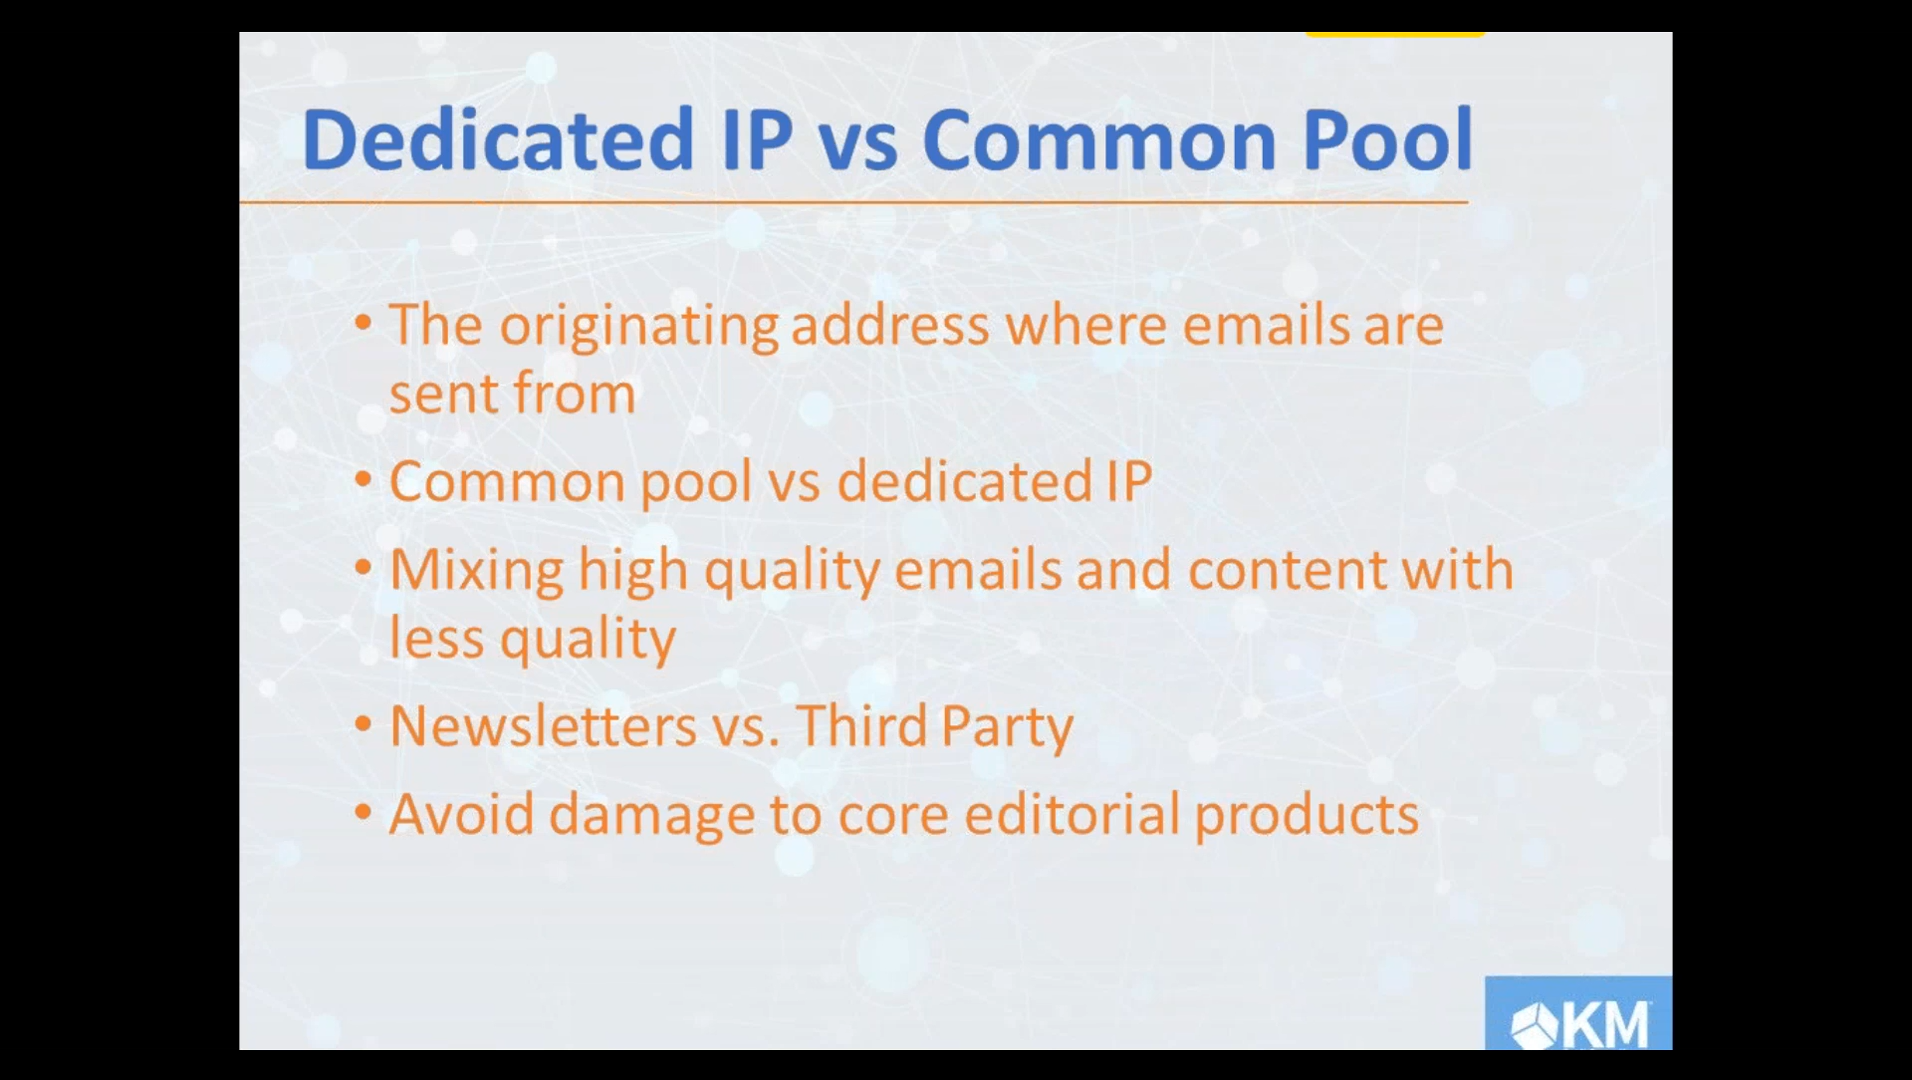 Dedicated IP vs Common Pool
• The originating address where emails are
sent from
• Common pool vs dedicated IP
• Mixing high quality emails and content with
less quality
• Newsletters vs. Third Party
• Avoid damage to core editorial products
KM